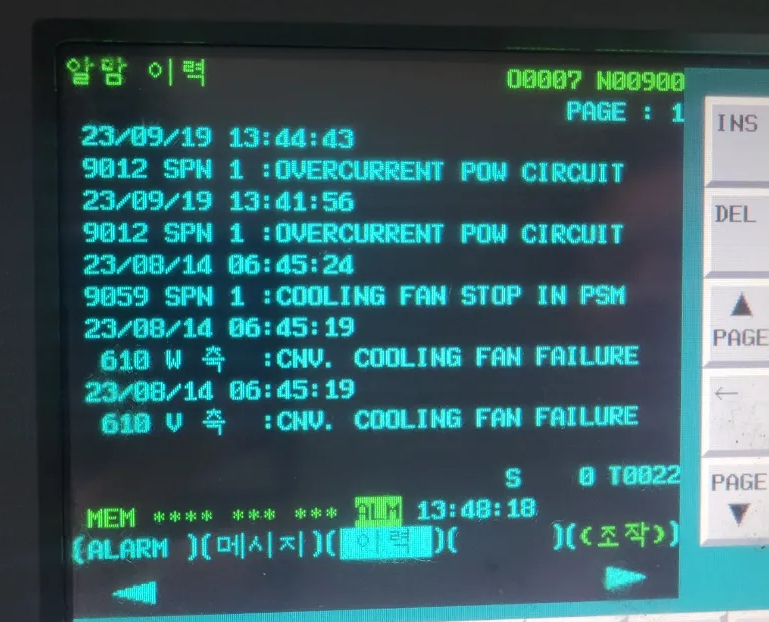 알람 이력
O0007 N00900
PAGE : 1
23/09/19 13:44:43
9012 SPN 1 :OVERCURRENT POW CIRCUIT
23/09/19 13:41:56
9012 SPN 1 :OVERCURRENT POW CIRCUIT
23/08/14 06:45:24
9059 SPN 1 :COOLING FAN STOP IN PSM
23/08/14 06:45:19
610 W 축 :CNV. COOLING FAN FAILURE
23/08/14 06:45:19
610 V 축 :CNV. COOLING FAN FAILURE
S 0 T0022
MEM **** *** *** ALM 13:48:18
(ALARM )(메시지)(이력)( )(<조작>)
INS
DEL
▲
PAGE
←
PAGE
▼